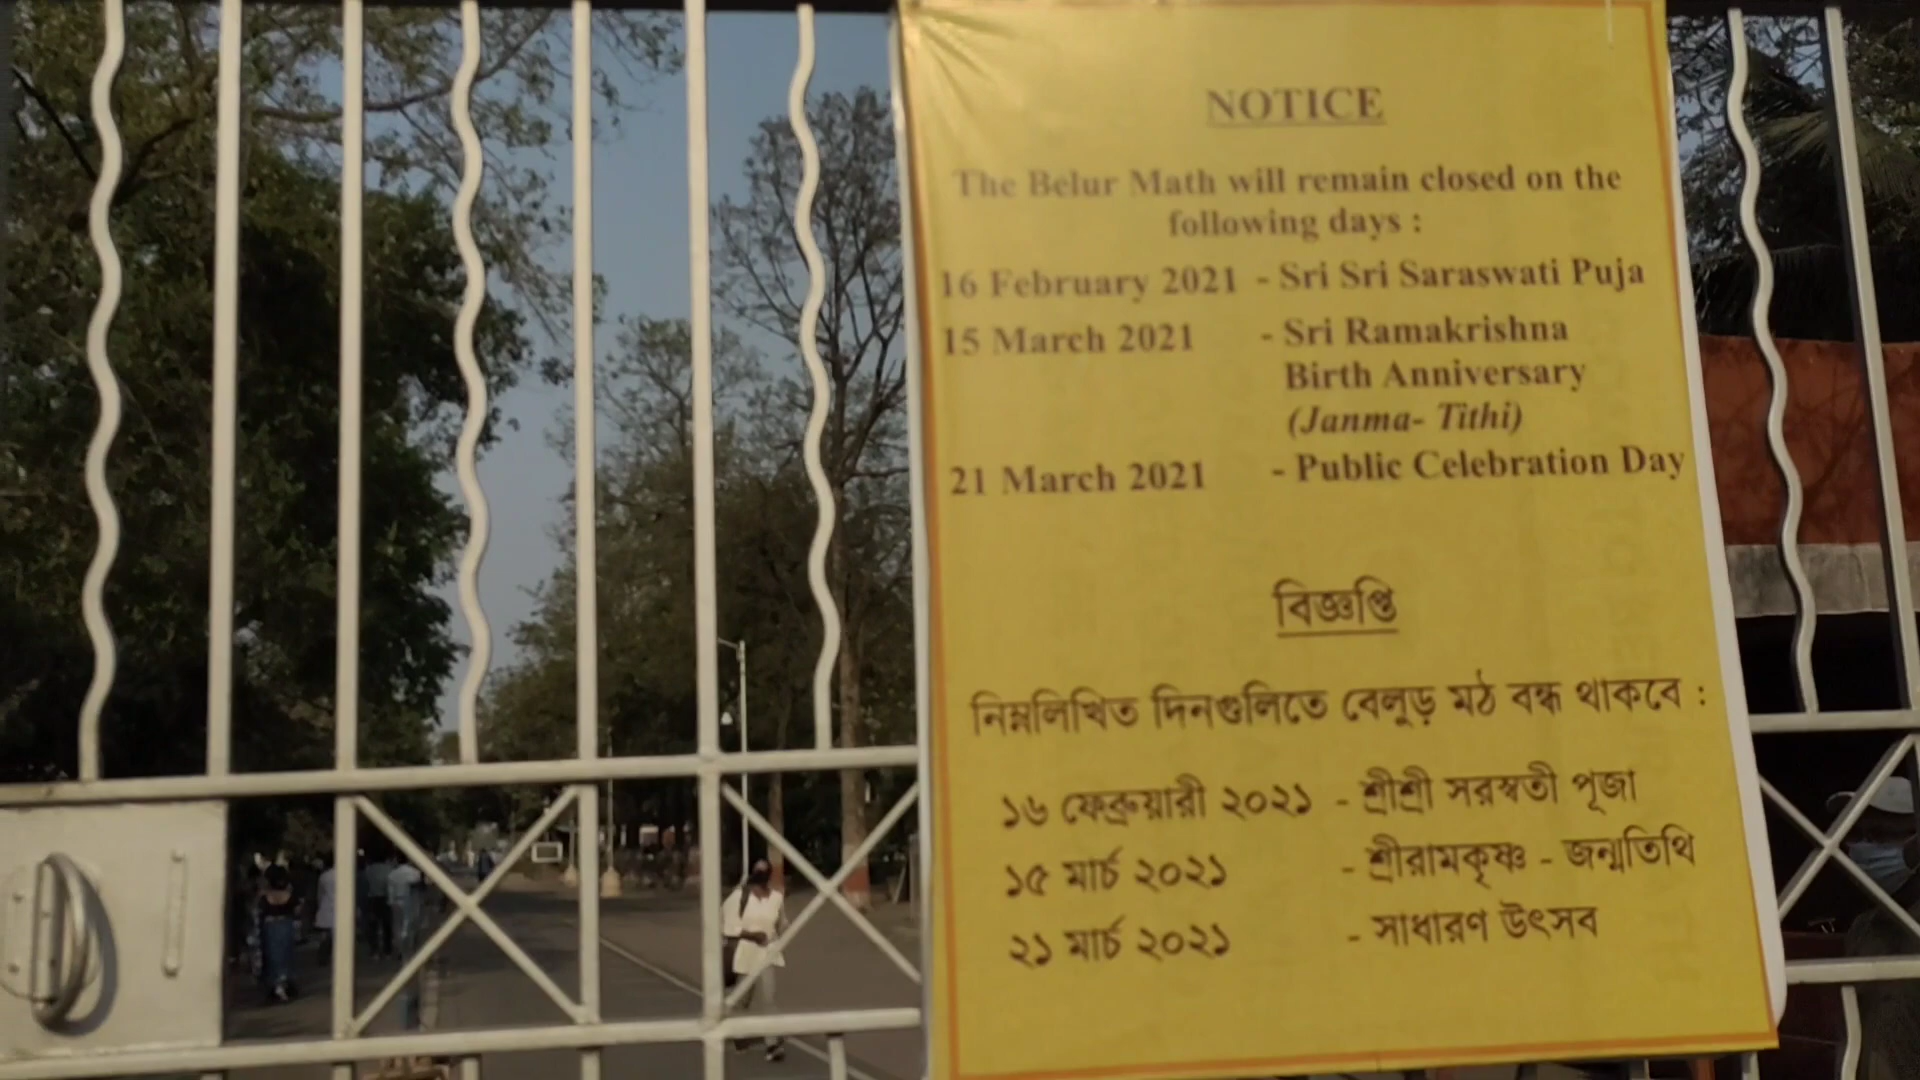 NOTICE
The Belur Math will remain closed on the
following days :
16 February 2021 - Sri Sri Saraswati Puja
15 March 2021 - Sri Ramakrishna
Birth Anniversary
(Janma- Tithi)
21 March 2021 - Public Celebration Day
বিজ্ঞপ্তি
নিম্নলিখিত দিনগুলিতে বেলুড় মঠ বন্ধ থাকবে :
১৬ ফেব্রুয়ারী ২০২১ - শ্রীশ্রী সরস্বতী পূজা
১৫ মার্চ ২০২১ - শ্রীরামকৃষ্ণ - জন্মতিথি
২১ মার্চ ২০২১ - সাধারণ উৎসব